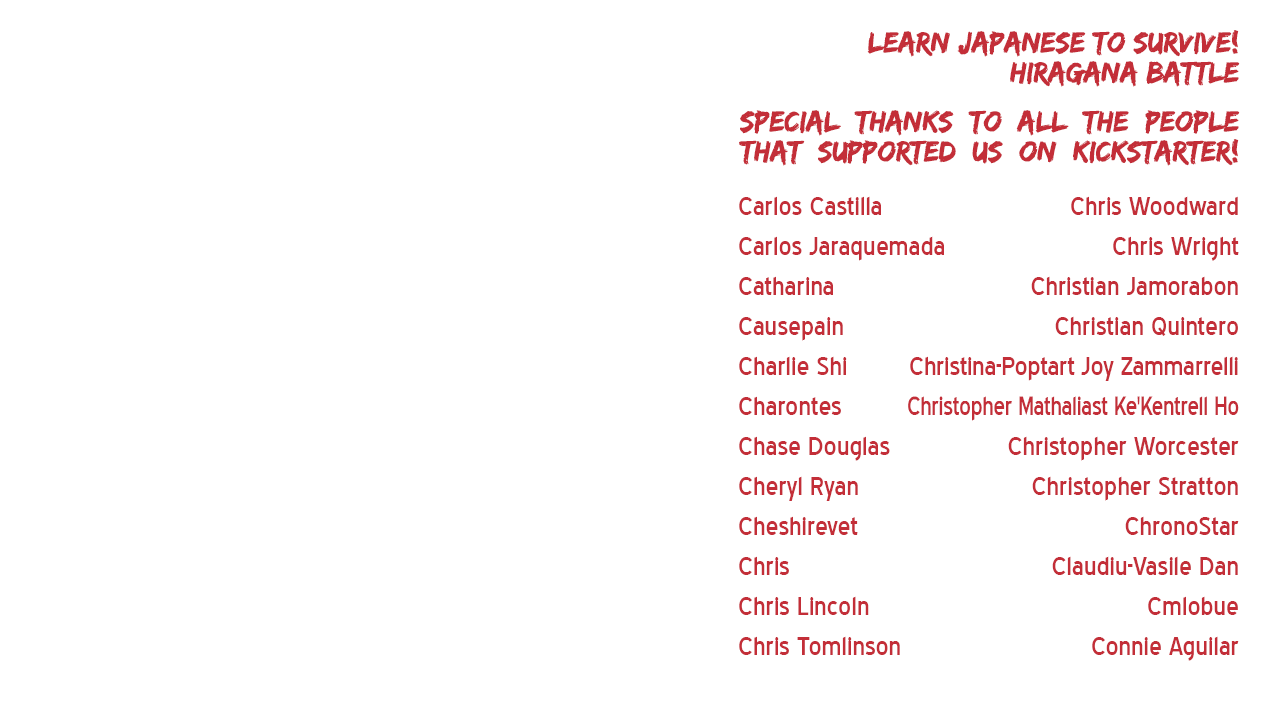 LEARN JAPANESE TO SURVIVE!
HIRAGANA BATTLE
SPECIAL THANKS TO ALL THE PEOPLE
THAT SUPPORTED US ON KICKSTARTER!
Carlos Castilla
Carlos Jaraquemada
Catharina
Causepain
Charlie Shi
Charontes
Chase Douglas
Cheryl Ryan
Cheshirevet
Chris
Chris Lincoln
Chris Tomlinson
Chris Woodward
Chris Wright
Christian Jamorabon
Christian Quintero
Christina-Poptart Joy Zammarrelli
Christopher Mathaliast Ke'Kentrell Ho
Christopher Worcester
Christopher Stratton
ChronoStar
Claudiu-Vasile Dan
Cmlobue
Connie Aguilar